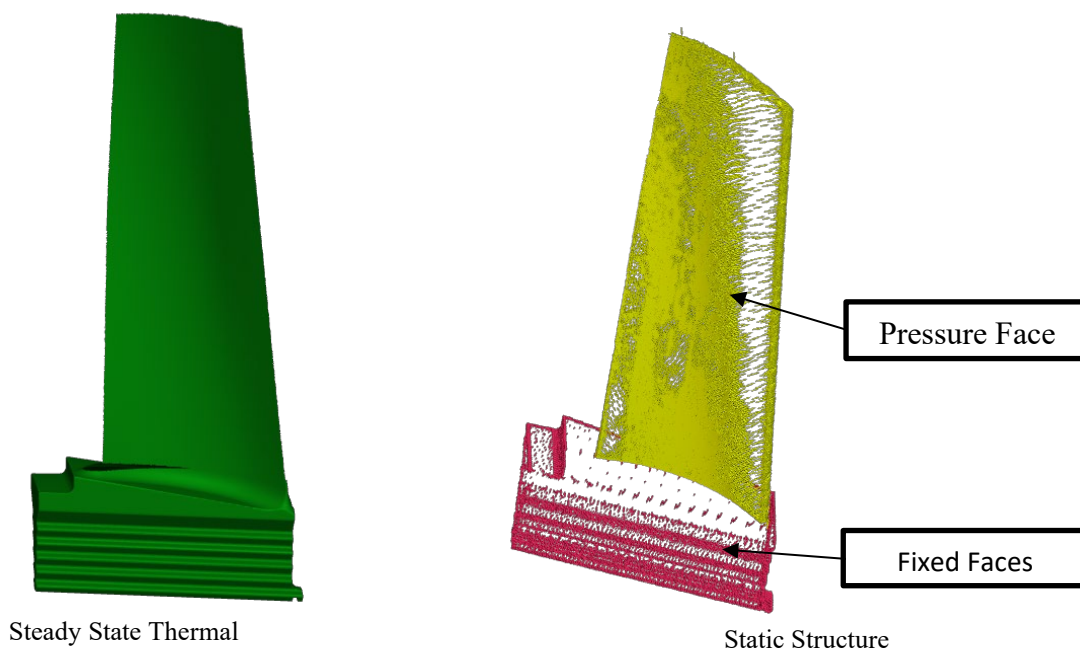 Pressure Face
Fixed Faces
Steady State Thermal
Static Structure